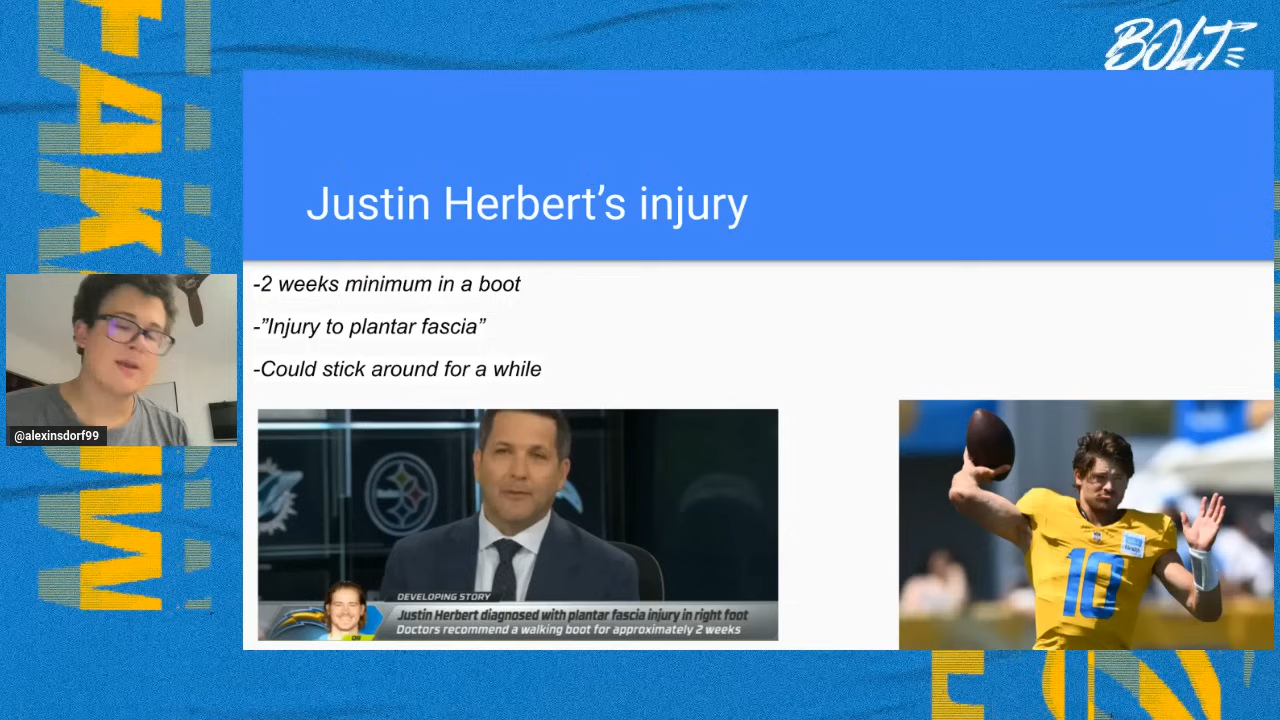 BOLT
Justin Herbert’s injury
-2 weeks minimum in a boot
-”Injury to plantar fascia”
-Could stick around for a while
@alexinsdorf99
DEVELOPING STORY
Justin Herbert diagnosed with plantar fascia injury in right foot
Doctors recommend a walking boot for approximately 2 weeks
10